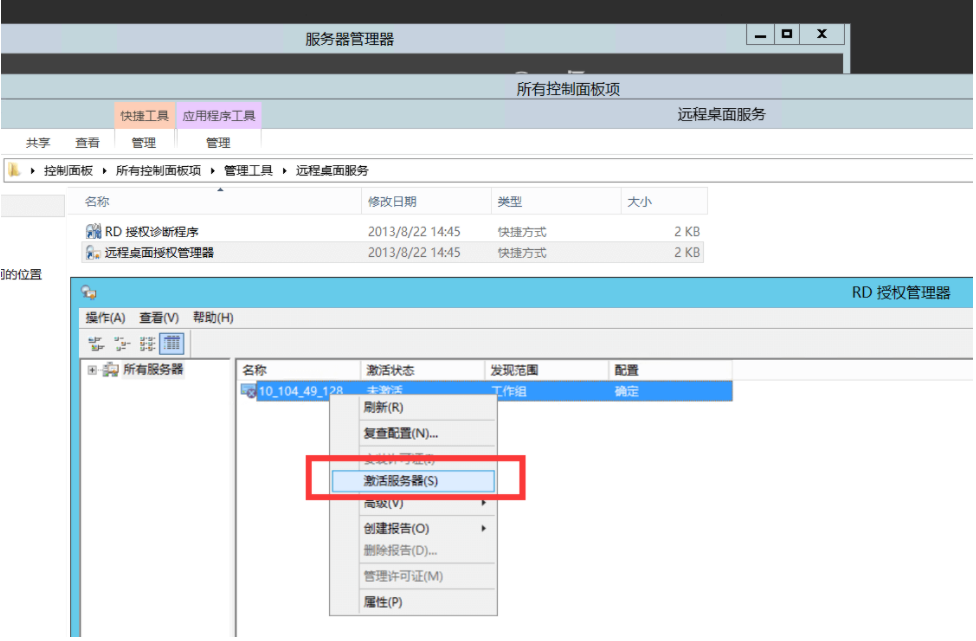 服务器管理器
所有控制面板项
快捷工具 应用程序工具 远程桌面服务
共享 查看 管理 管理
控制面板 所有控制面板项 管理工具 远程桌面服务
名称 修改日期 类型 大小
RD 授权诊断程序 2013/8/22 14:45 快捷方式 2 KB
远程桌面授权管理器 2013/8/22 14:45 快捷方式 2 KB
的位置
RD 授权管理器
操作(A) 查看(V) 帮助(H)
所有服务器 名称 激活状态 发现范围 配置
10_104_49_128 未激活 工作组 确定
刷新(R)
复查配置(N)...
安装许可证(I)
激活服务器(S)
高级(V)
创建报告(O)
删除报告(D)...
管理许可证(M)
属性(P)